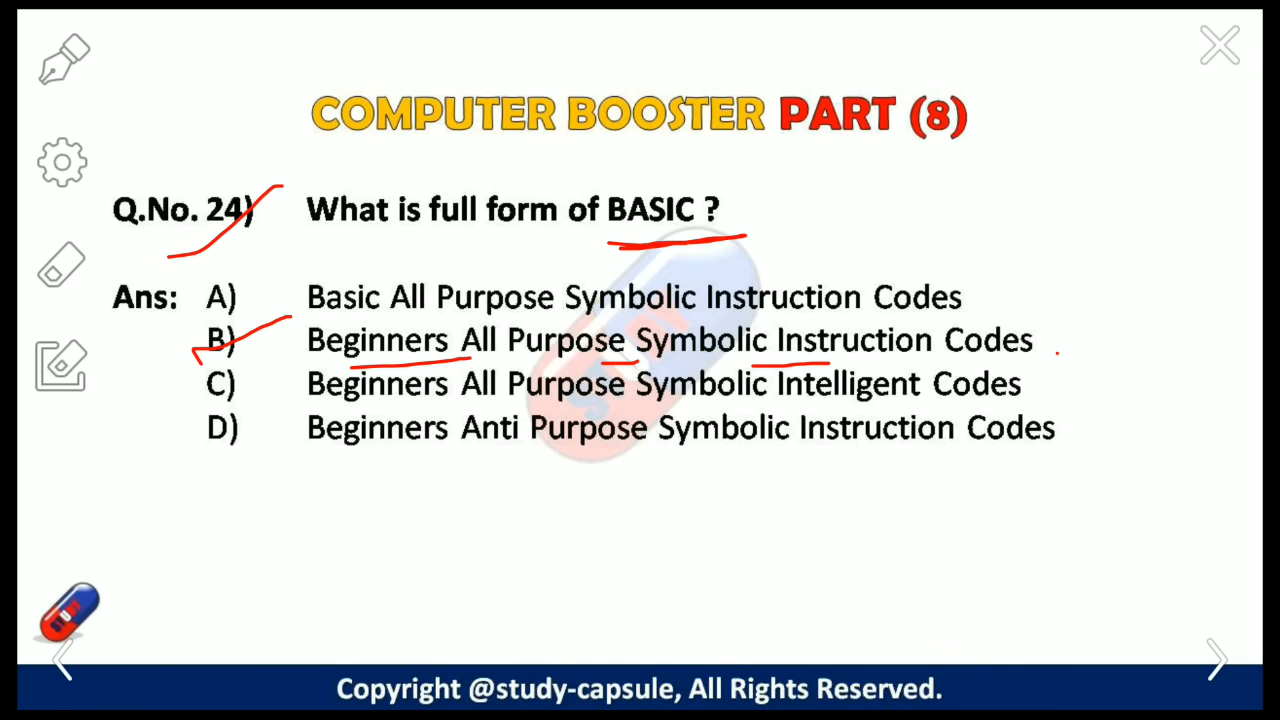 COMPUTER BOOSTER PART (8)
Q.No. 24) What is full form of BASIC ?
Ans: A) Basic All Purpose Symbolic Instruction Codes
B) Beginners All Purpose Symbolic Instruction Codes
C) Beginners All Purpose Symbolic Intelligent Codes
D) Beginners Anti Purpose Symbolic Instruction Codes
STUDY
Copyright @study-capsule, All Rights Reserved.